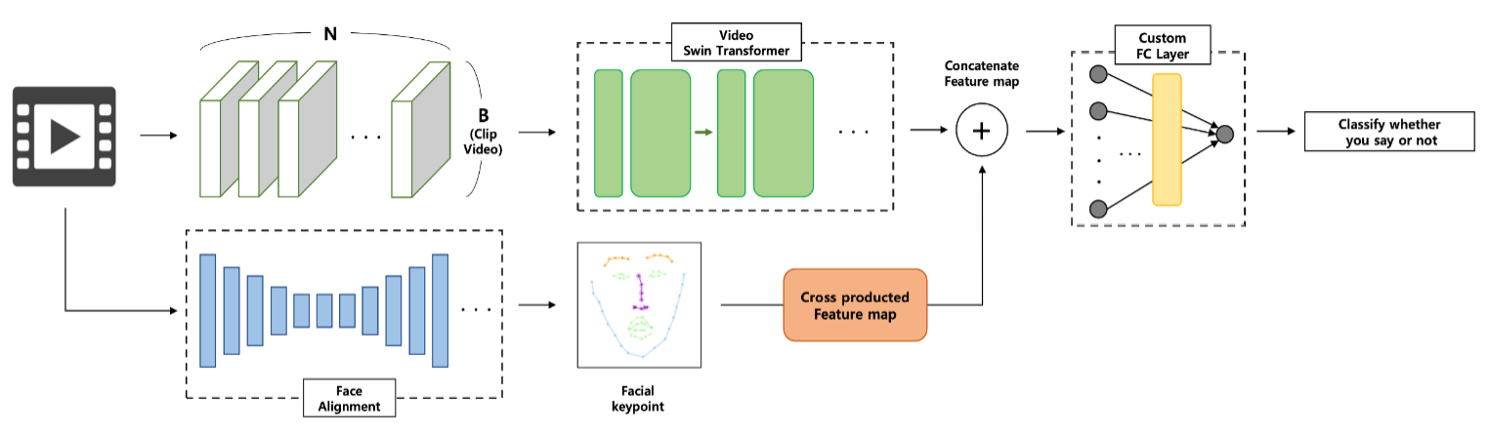 N
B
(Clip
Video)
Video
Swin Transformer
Concatenate
Feature map
+
Custom
FC Layer
Classify whether
you say or not
Face
Alignment
Facial
keypoint
Cross producted
Feature map